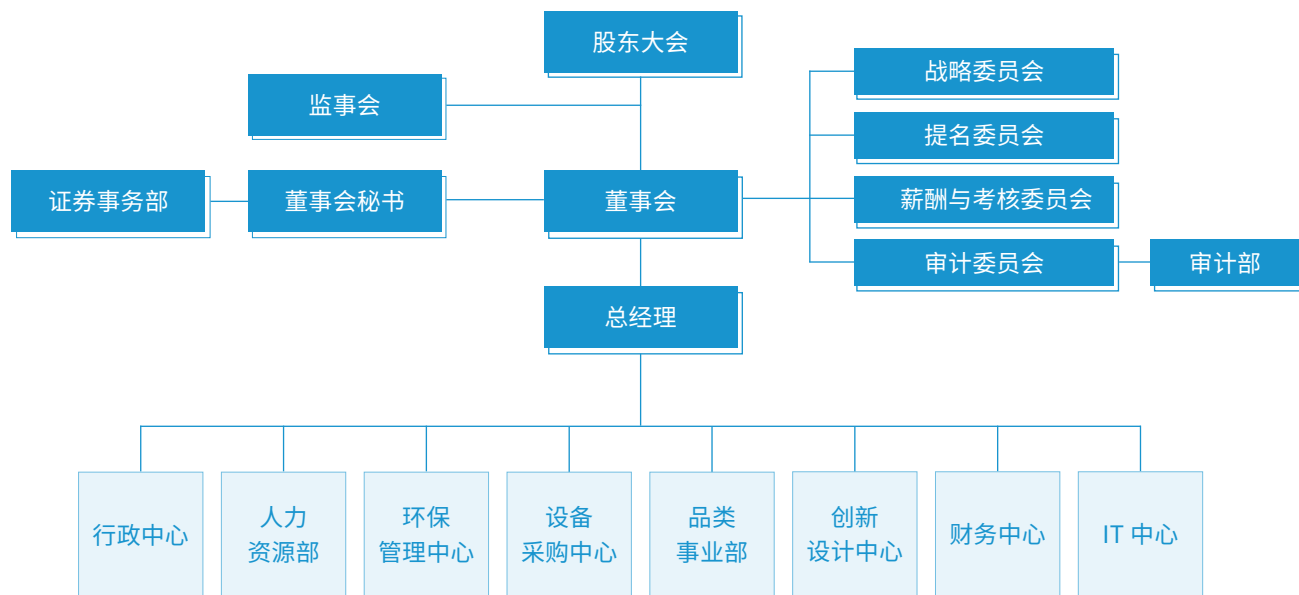 股东大会
监事会
战略委员会
提名委员会
证券事务部
董事会秘书
董事会
薪酬与考核委员会
审计委员会
审计部
总经理
行政中心
人力
资源部
环保
管理中心
设备
采购中心
品类
事业部
创新
设计中心
财务中心
IT 中心